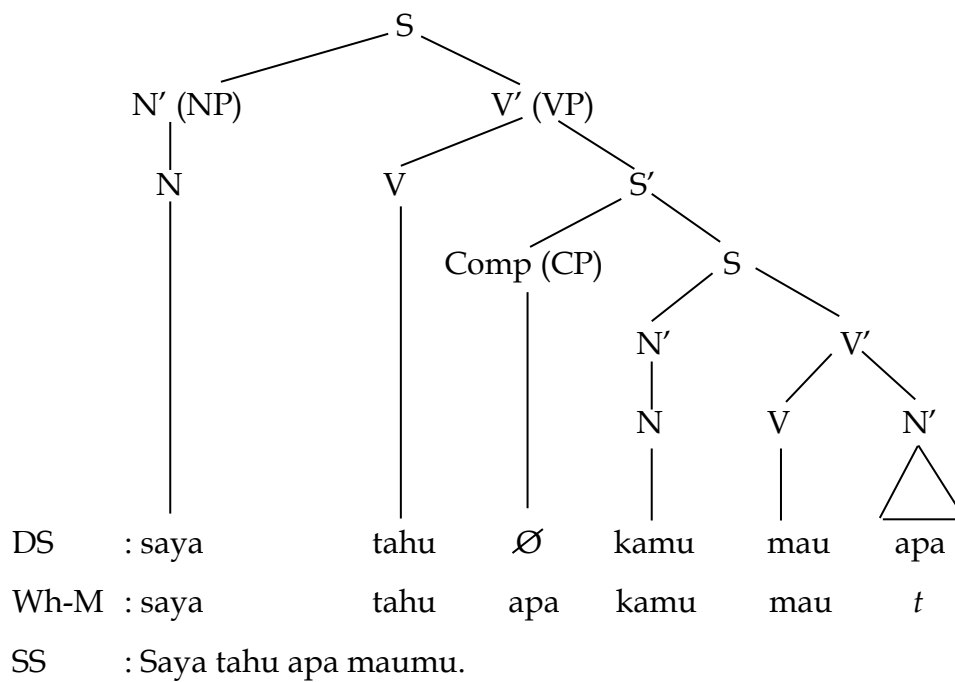 S
N′ (NP) V′ (VP)
N V S′
Comp (CP) S
N′ V′
N V N′
DS : saya tahu Ø kamu mau apa
Wh-M : saya tahu apa kamu mau t
SS : Saya tahu apa maumu.